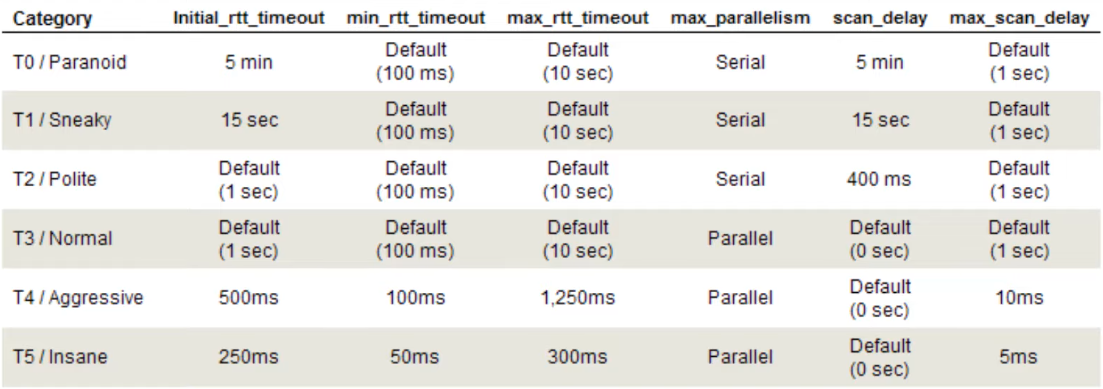 Category Initial_rtt_timeout min_rtt_timeout max_rtt_timeout max_parallelism scan_delay max_scan_delay
T0 / Paranoid 5 min Default (100 ms) Default (10 sec) Serial 5 min Default (1 sec)
T1 / Sneaky 15 sec Default (100 ms) Default (10 sec) Serial 15 sec Default (1 sec)
T2 / Polite Default (1 sec) Default (100 ms) Default (10 sec) Serial 400 ms Default (1 sec)
T3 / Normal Default (1 sec) Default (100 ms) Default (10 sec) Parallel Default (0 sec) Default (1 sec)
T4 / Aggressive 500ms 100ms 1,250ms Parallel Default (0 sec) 10ms
T5 / Insane 250ms 50ms 300ms Parallel Default (0 sec) 5ms